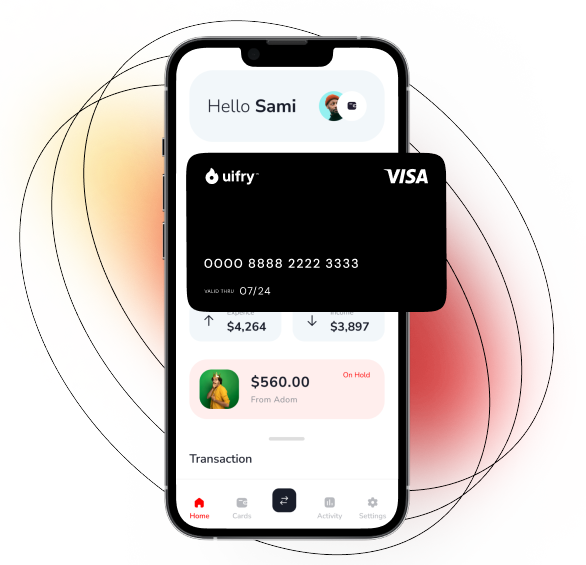 Hello Sami
uifry™
VISA
0000 8888 2222 3333
VALID THRU 07/24
Expence
$4,264
Income
$3,897
$560.00
On Hold
From Adom
Transaction
Home
Cards
Activity
Settings